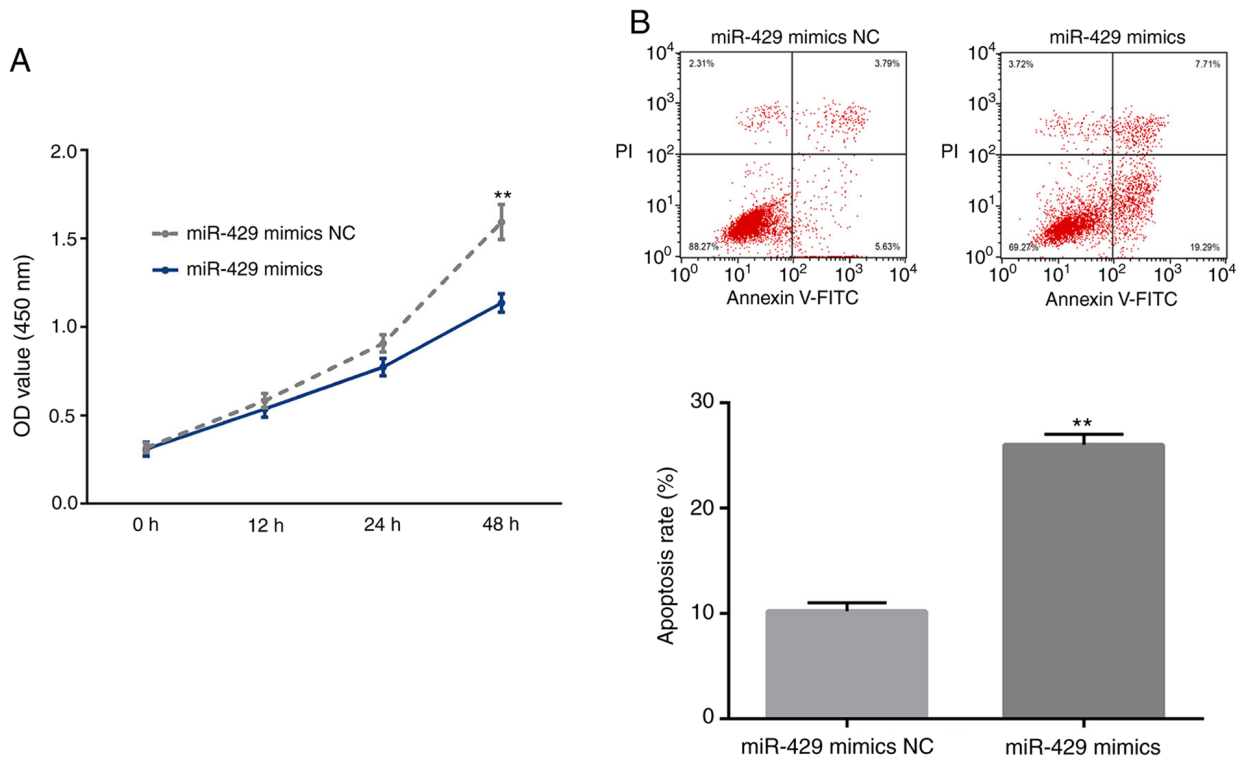 A
2.0
1.5
1.0
0.5
0.0
OD value (450 nm)
miR-429 mimics NC
miR-429 mimics
**
0 h 12 h 24 h 48 h
B
miR-429 mimics NC
10⁴
10³
10²
10¹
10⁰
PI
2.31% 3.79%
88.27% 5.63%
10⁰ 10¹ 10² 10³ 10⁴
Annexin V-FITC
miR-429 mimics
10⁴
10³
10²
10¹
10⁰
PI
3.72% 7.71%
69.27% 19.29%
10⁰ 10¹ 10² 10³ 10⁴
Annexin V-FITC
30
20
10
0
Apoptosis rate (%)
**
miR-429 mimics NC miR-429 mimics